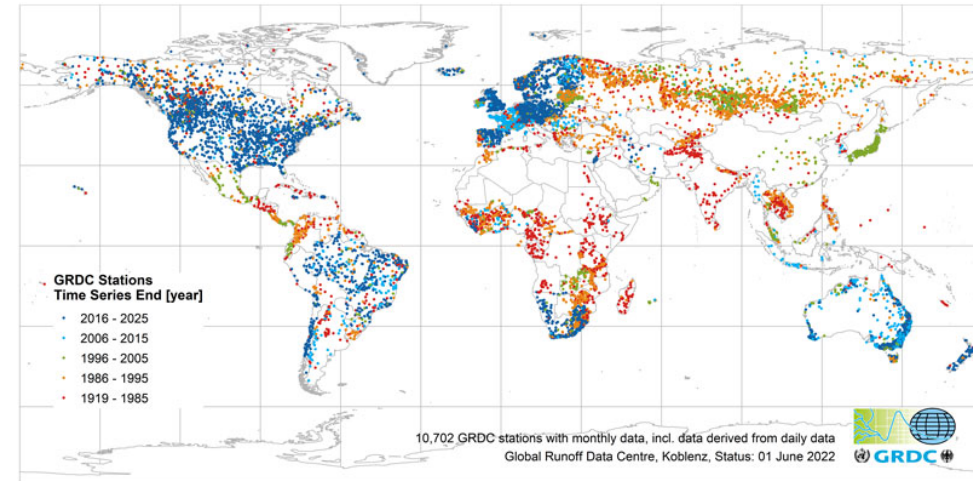 GRDC Stations
Time Series End [year]
2016 - 2025
2006 - 2015
1996 - 2005
1986 - 1995
1919 - 1985
10,702 GRDC stations with monthly data, incl. data derived from daily data
Global Runoff Data Centre, Koblenz, Status: 01 June 2022
GRDC